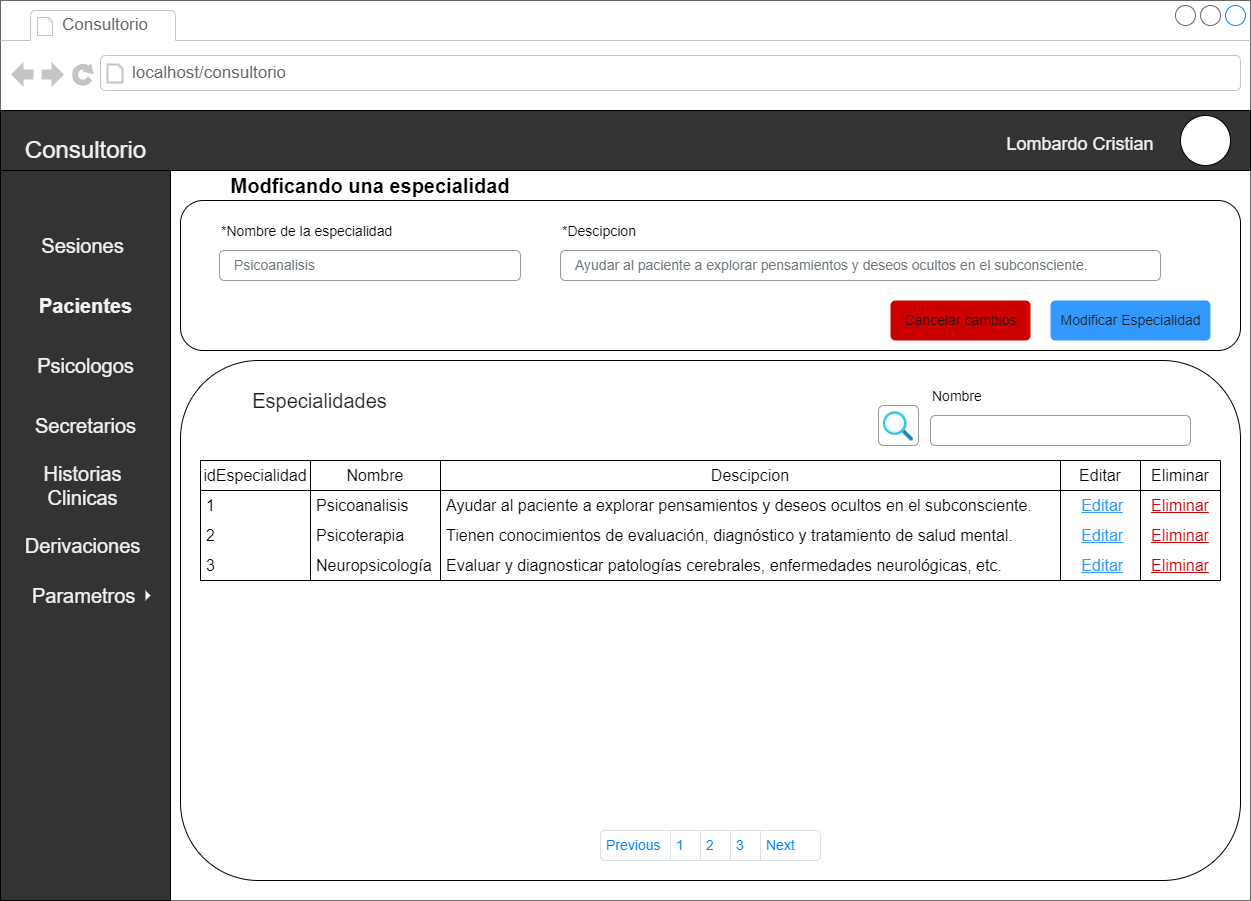 Consultorio
localhost/consultorio
Consultorio
Lombardo Cristian
Sesiones
Pacientes
Psicologos
Secretarios
Historias
Clinicas
Derivaciones
Parametros
Modficando una especialidad
*Nombre de la especialidad *Descipcion
Psicoanalisis Ayudar al paciente a explorar pensamientos y deseos ocultos en el subconsciente.
Cancelar cambios Modificar Especialidad
Especialidades
Nombre
idEspecialidad Nombre Descipcion Editar Eliminar
1 Psicoanalisis Ayudar al paciente a explorar pensamientos y deseos ocultos en el subconsciente. Editar Eliminar
2 Psicoterapia Tienen conocimientos de evaluación, diagnóstico y tratamiento de salud mental. Editar Eliminar
3 Neuropsicología Evaluar y diagnosticar patologías cerebrales, enfermedades neurológicas, etc. Editar Eliminar
Previous 1 2 3 Next